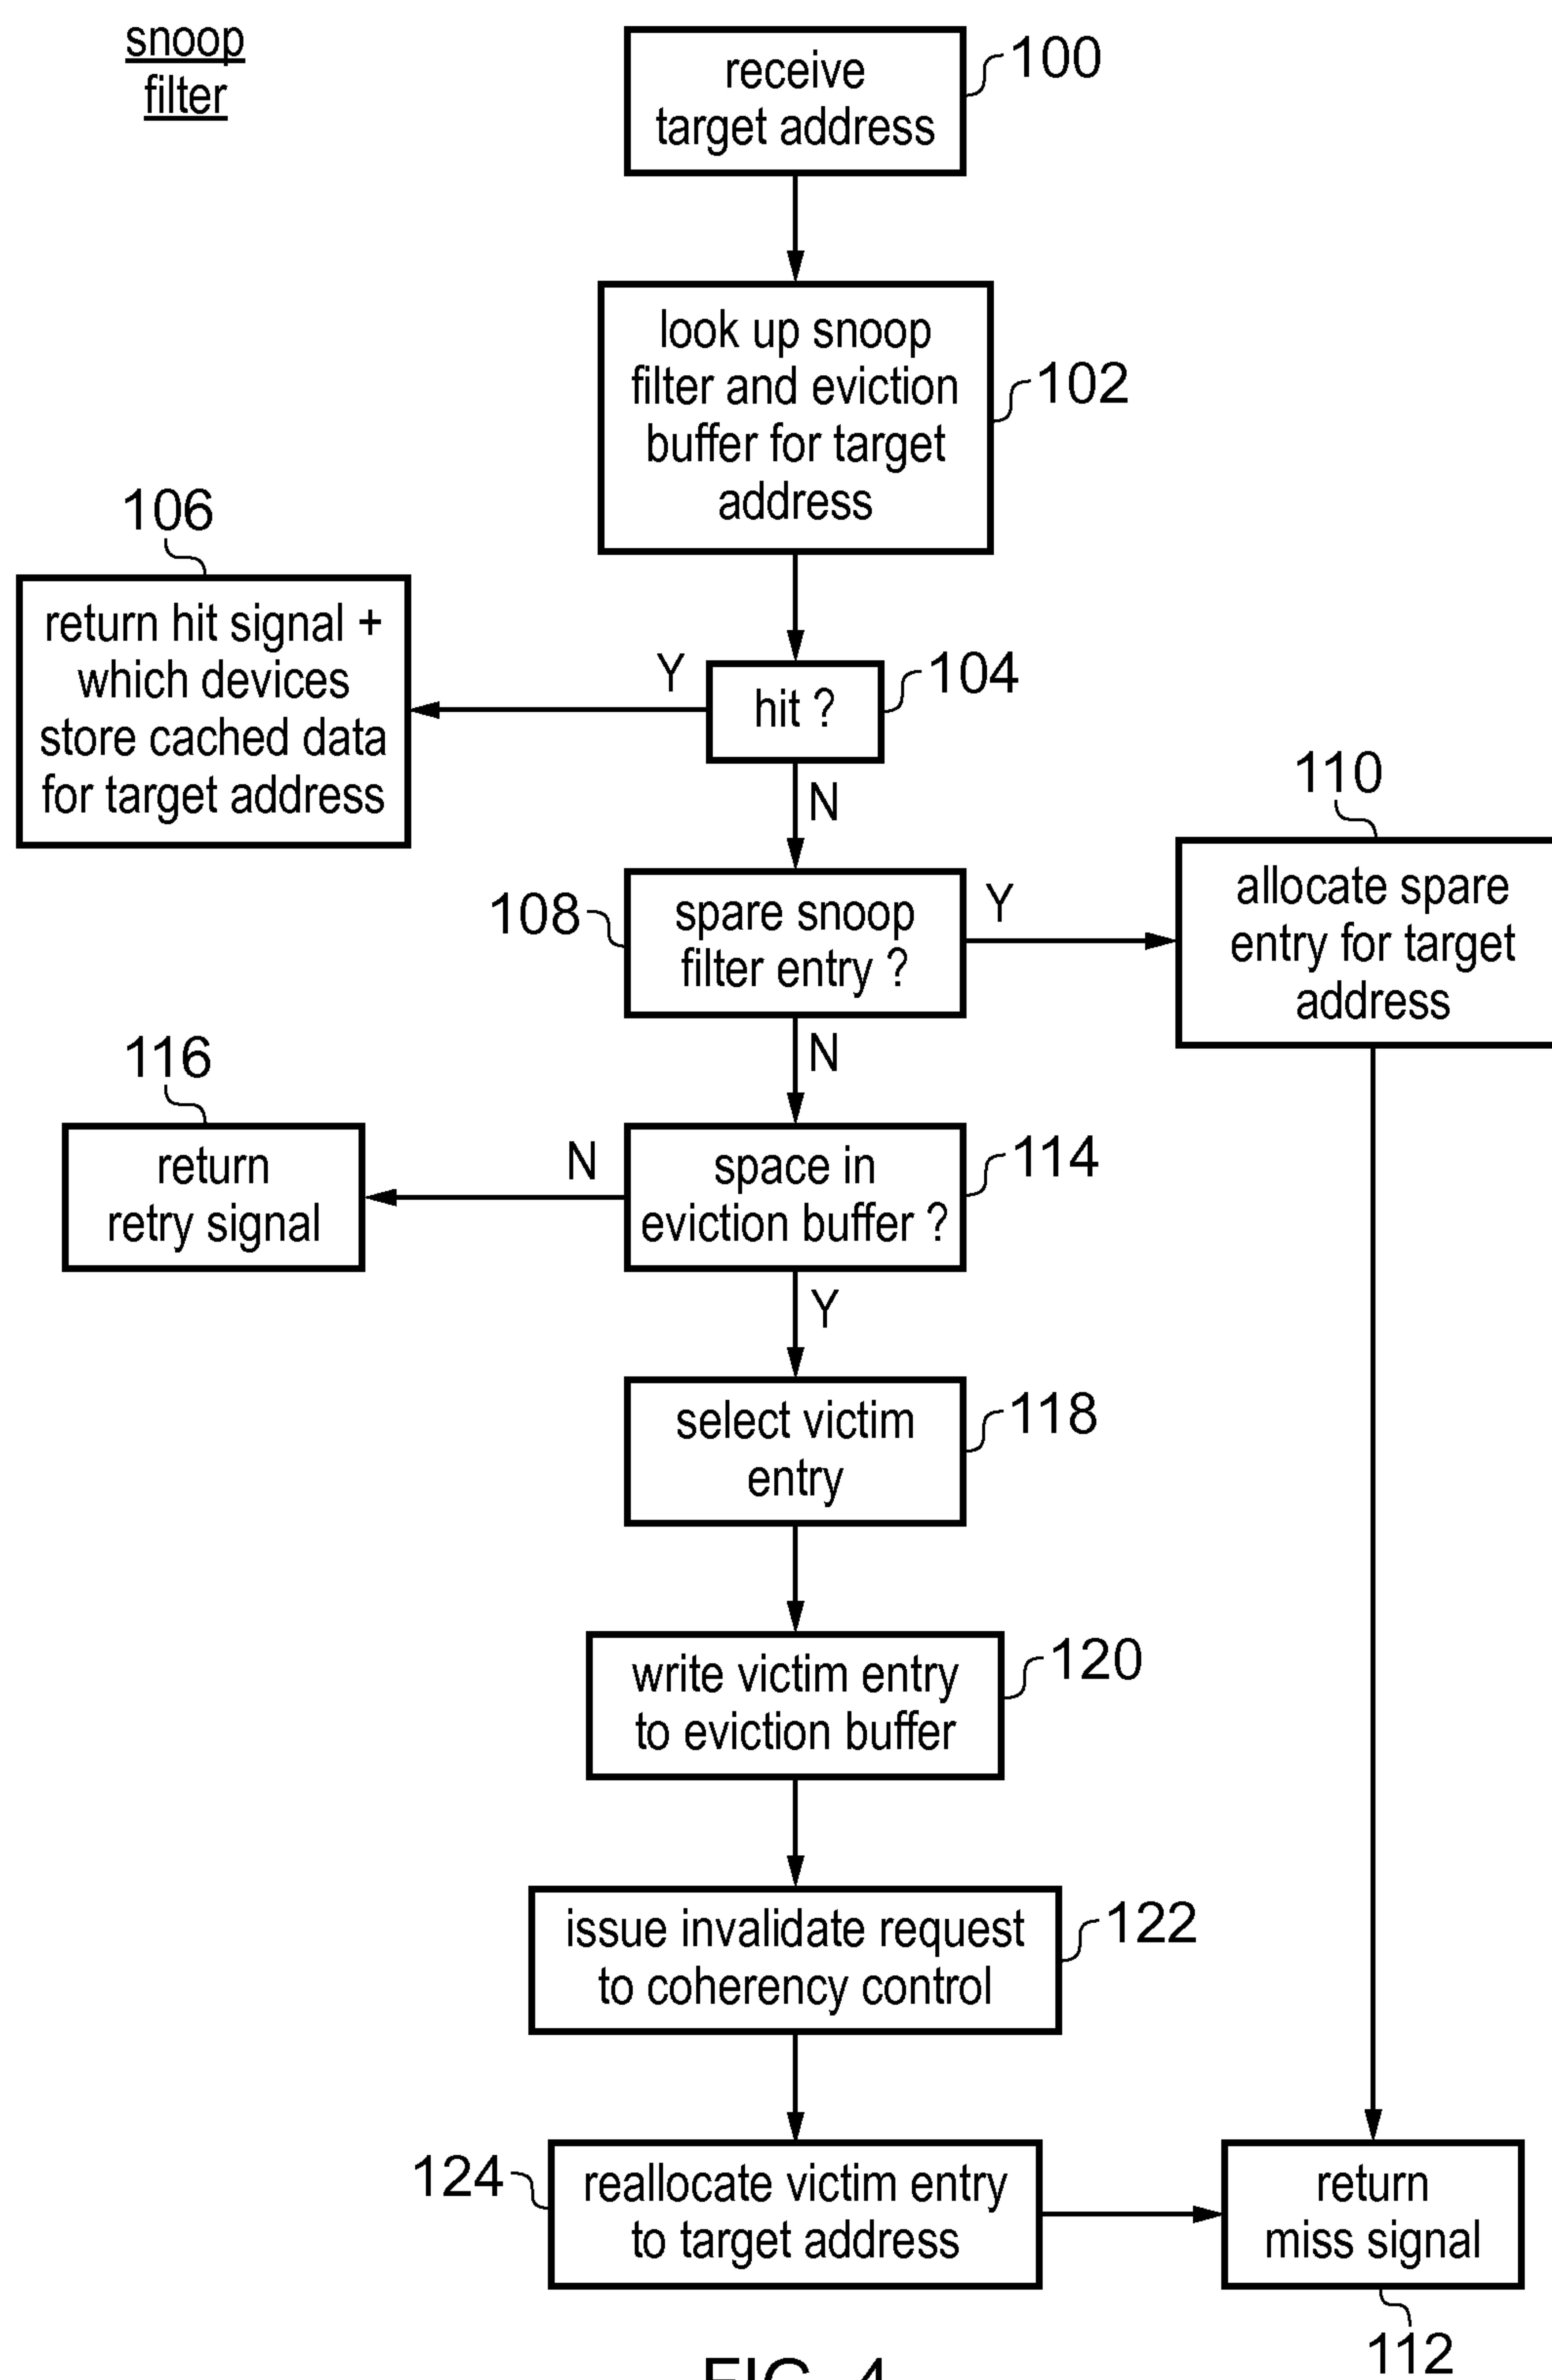 snoop
filter
receive
target address
100
look up snoop
filter and eviction
buffer for target
address
102
106
return hit signal +
which devices
store cached data
for target address
Y
hit ?
104
N
110
108
spare snoop
filter entry ?
Y
allocate spare
entry for target
address
N
116
return
retry signal
N
space in
eviction buffer ?
114
Y
select victim
entry
118
write victim entry
to eviction buffer
120
issue invalidate request
to coherency control
122
124
reallocate victim entry
to target address
return
miss signal
112
FIG. 4